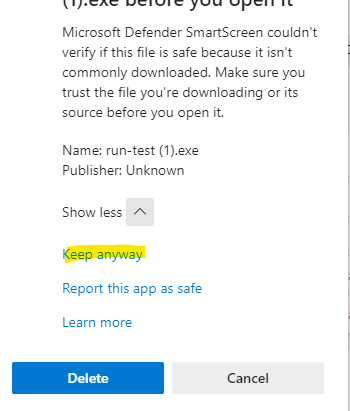 (1).exe before you open it
Microsoft Defender SmartScreen couldn't
verify if this file is safe because it isn't
commonly downloaded. Make sure you
trust the file you're downloading or its
source before you open it.
Name: run-test (1).exe
Publisher: Unknown
Show less
Keep anyway
Report this app as safe
Learn more
Delete
Cancel